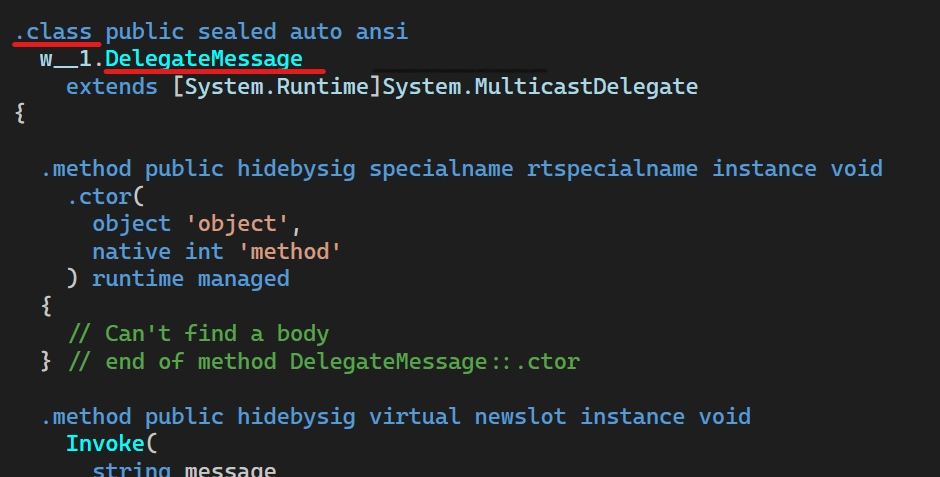 .class public sealed auto ansi
w__1.DelegateMessage
extends [System.Runtime]System.MulticastDelegate
{
.method public hidebysig specialname rtspecialname instance void
.ctor(
object 'object',
native int 'method'
) runtime managed
{
// Can't find a body
} // end of method DelegateMessage::.ctor
.method public hidebysig virtual newslot instance void
Invoke(
string message